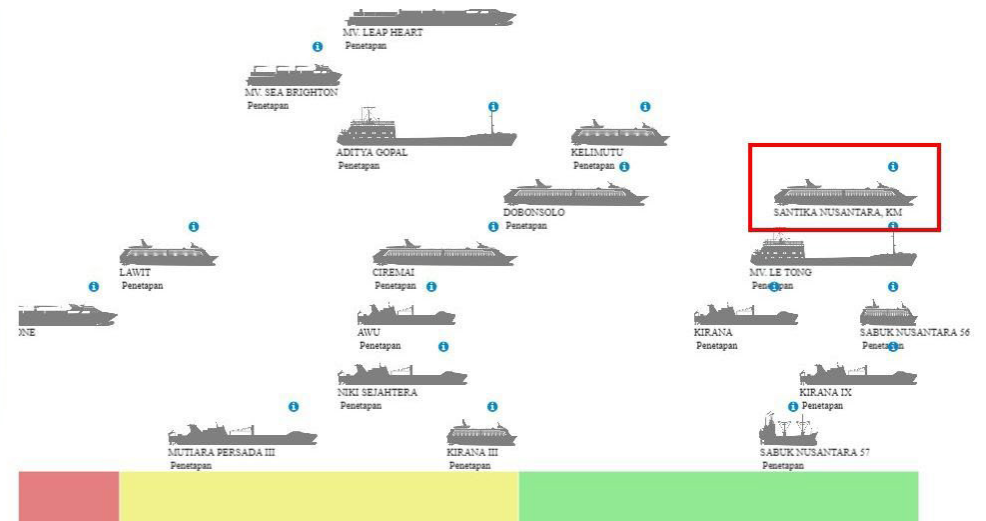 MV. LEAP HEART
Penetapan
MV. SEA BRIGHTON
Penetapan
ADITYA GOPAL
Penetapan
KELIMUTU
Penetapan
DOBONSOLO
Penetapan
SANTIKA NUSANTARA, KM
LAWIT
Penetapan
CIREMAI
Penetapan
MV. LE TONG
Penetapan
ONE
AWU
Penetapan
KIRANA
Penetapan
SABUK NUSANTARA 56
Penetapan
NIKI SEJAHTERA
Penetapan
KIRANA IX
Penetapan
MUTIARA PERSADA III
Penetapan
KIRANA III
Penetapan
SABUK NUSANTARA 57
Penetapan